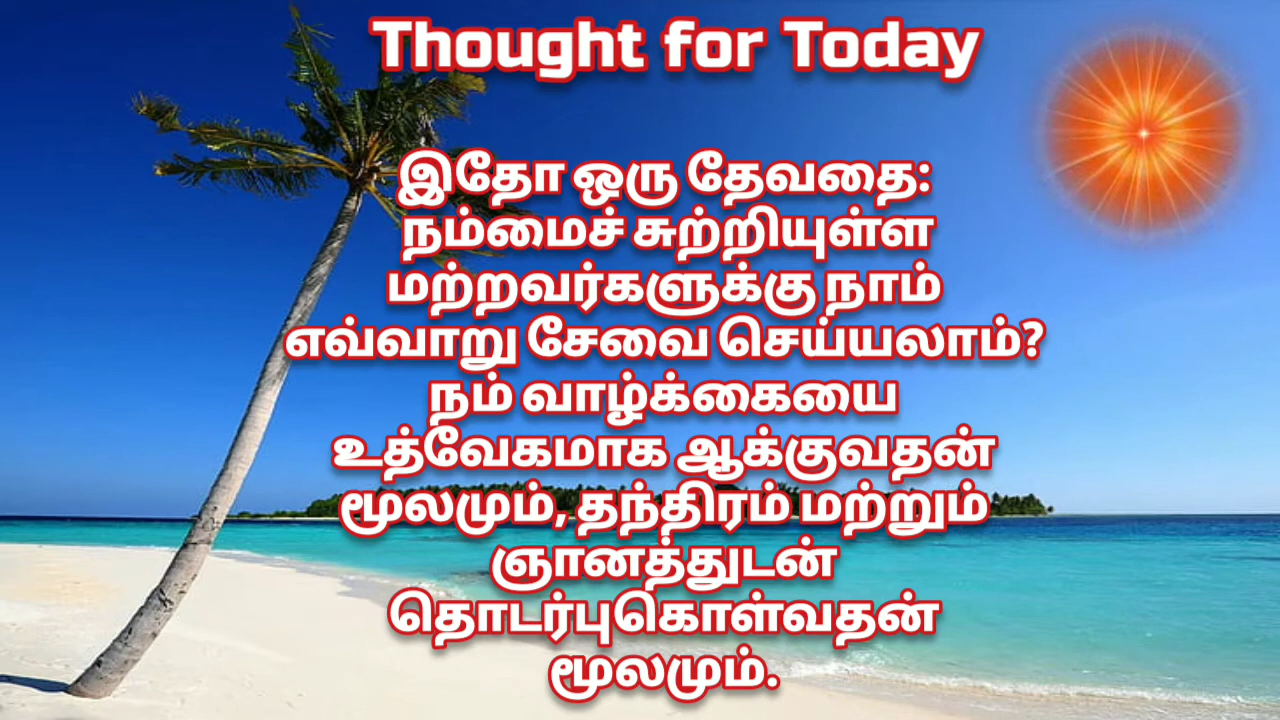 Thought for Today
இதோ ஒரு தேவதை:
நம்மைச் சுற்றியுள்ள
மற்றவர்களுக்கு நாம்
எவ்வாறு சேவை செய்யலாம்?
நம் வாழ்க்கையை
உத்வேகமாக ஆக்குவதன்
மூலமும், தந்திரம் மற்றும்
ஞானத்துடன்
தொடர்புகொள்வதன்
மூலமும்.